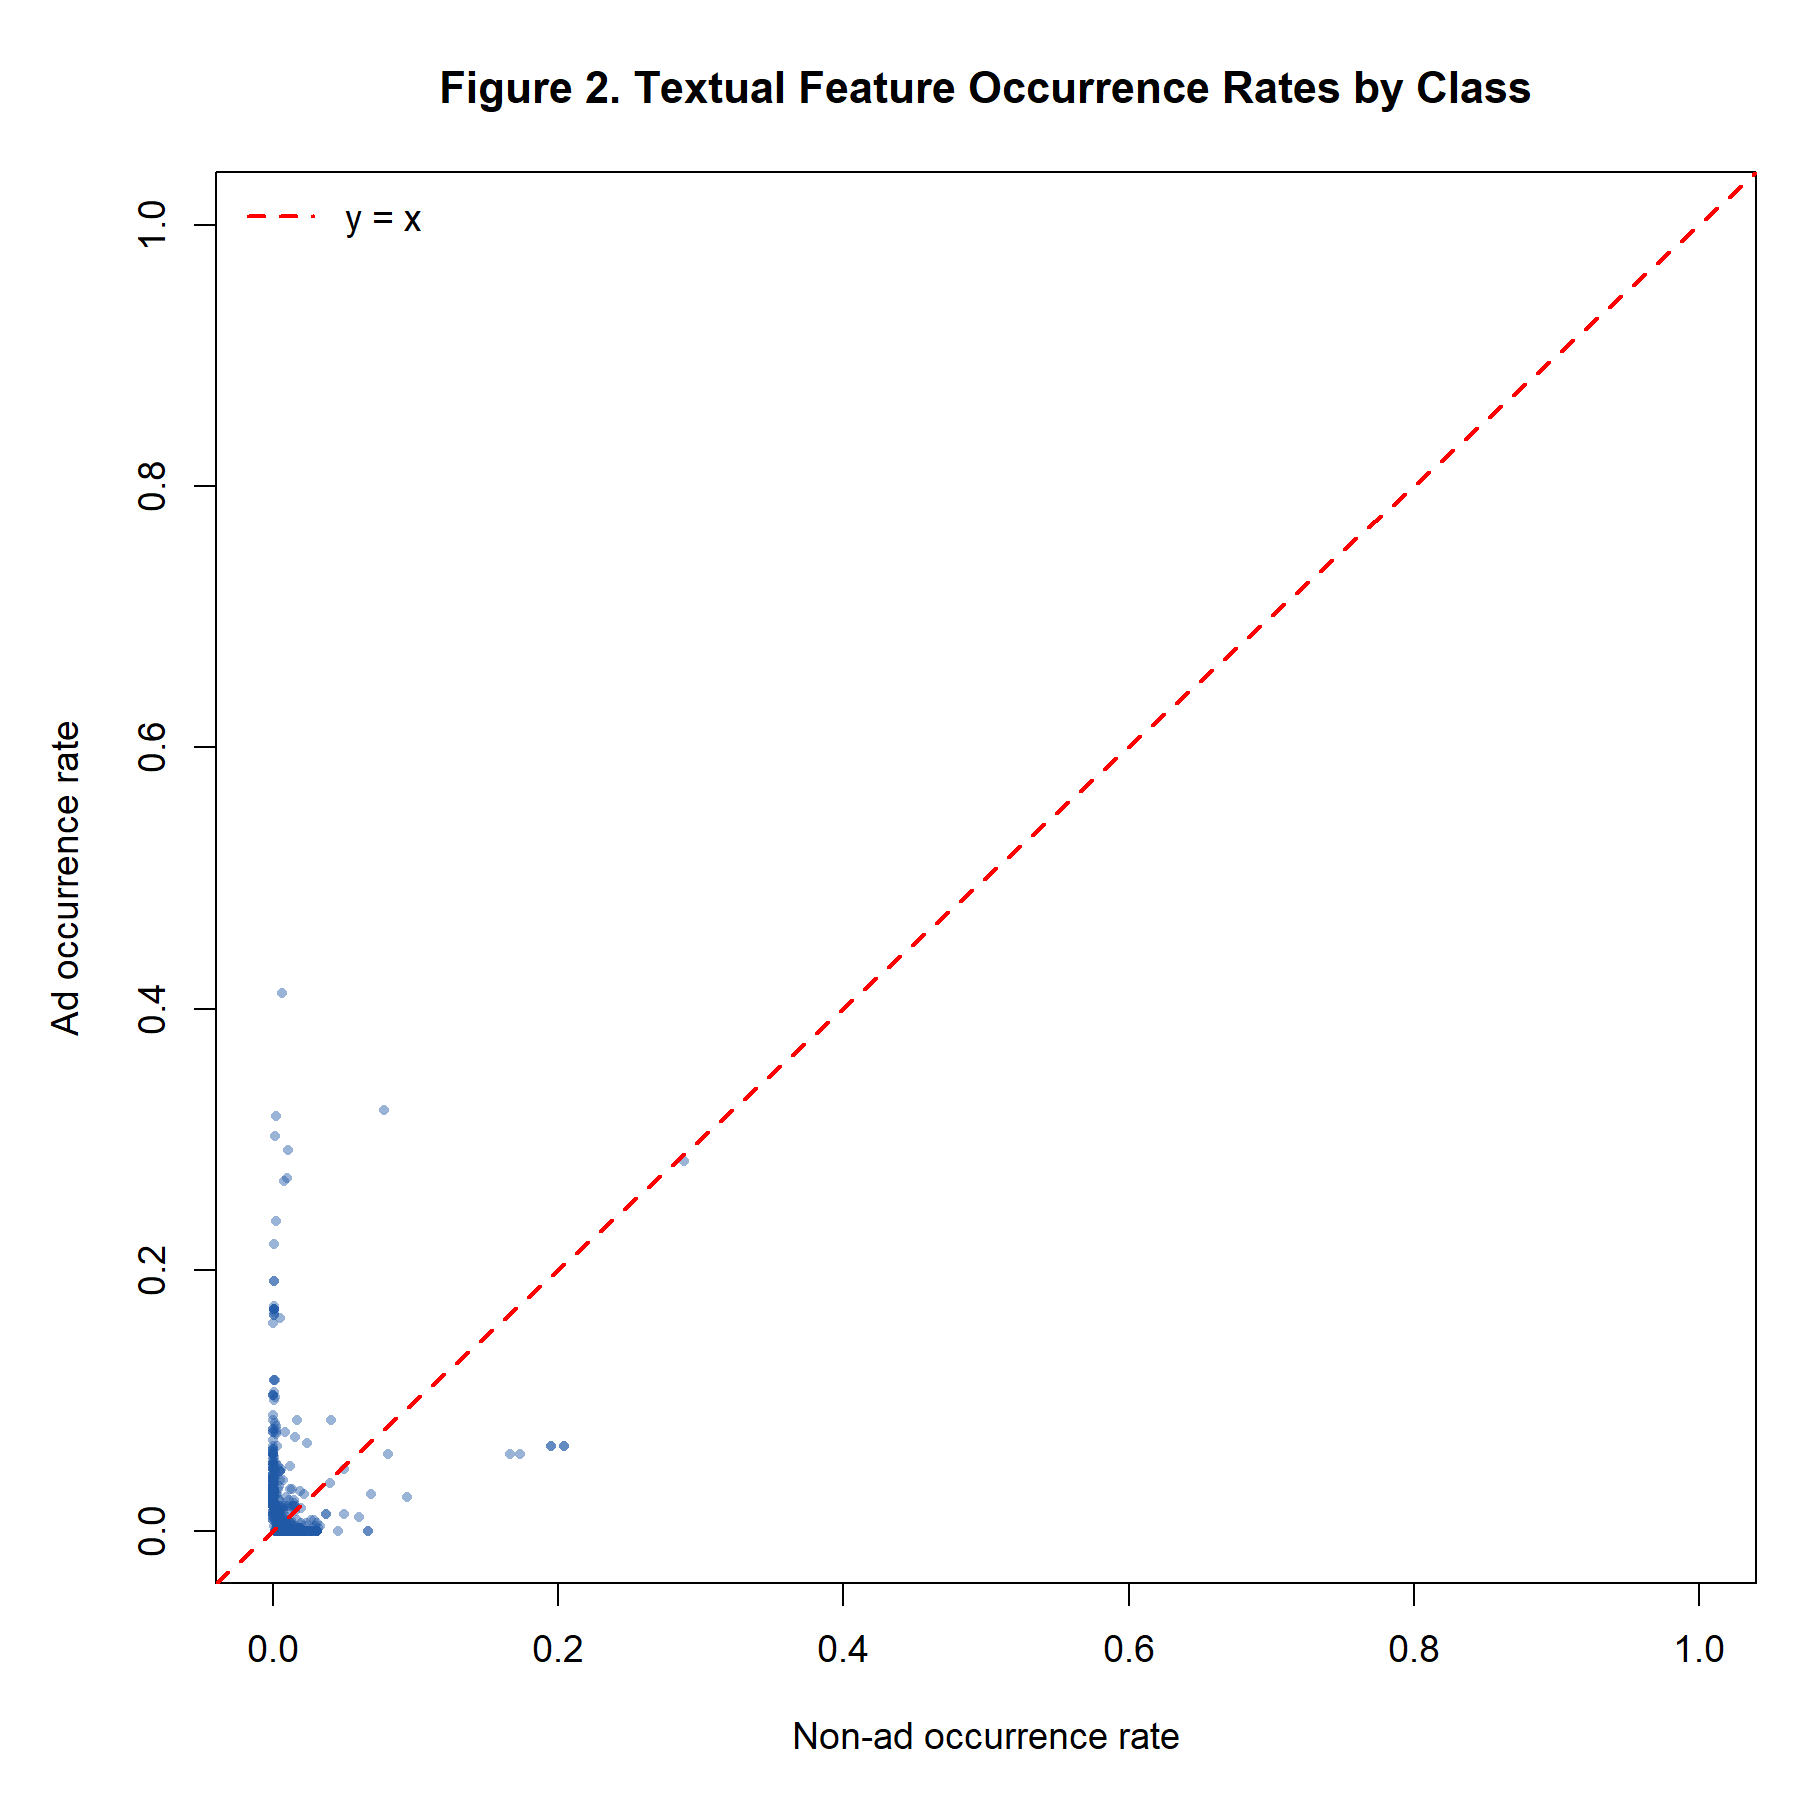 Figure 2. Textual Feature Occurrence Rates by Class
y = x
1.0
0.8
0.6
0.4
0.2
0.0
Ad occurrence rate
0.0 0.2 0.4 0.6 0.8 1.0
Non-ad occurrence rate